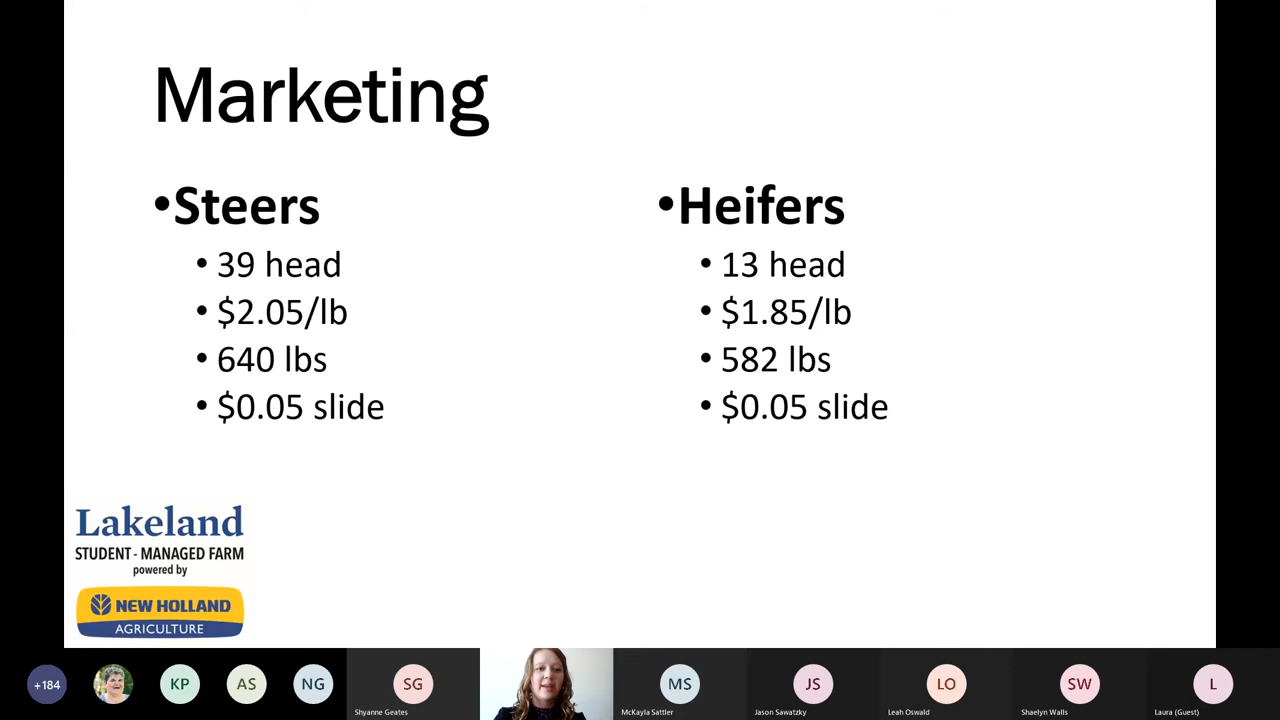 Marketing
•Steers
• 39 head
• $2.05/lb
• 640 lbs
• $0.05 slide
•Heifers
• 13 head
• $1.85/lb
• 582 lbs
• $0.05 slide
Lakeland
STUDENT - MANAGED FARM
powered by
NEW HOLLAND
AGRICULTURE
+184
KP
AS
NG
SG
Shyanne Geates
MS
McKayla Sattler
JS
Jason Sawatzky
LO
Leah Oswald
SW
Shaelyn Walls
L
Laura (Guest)